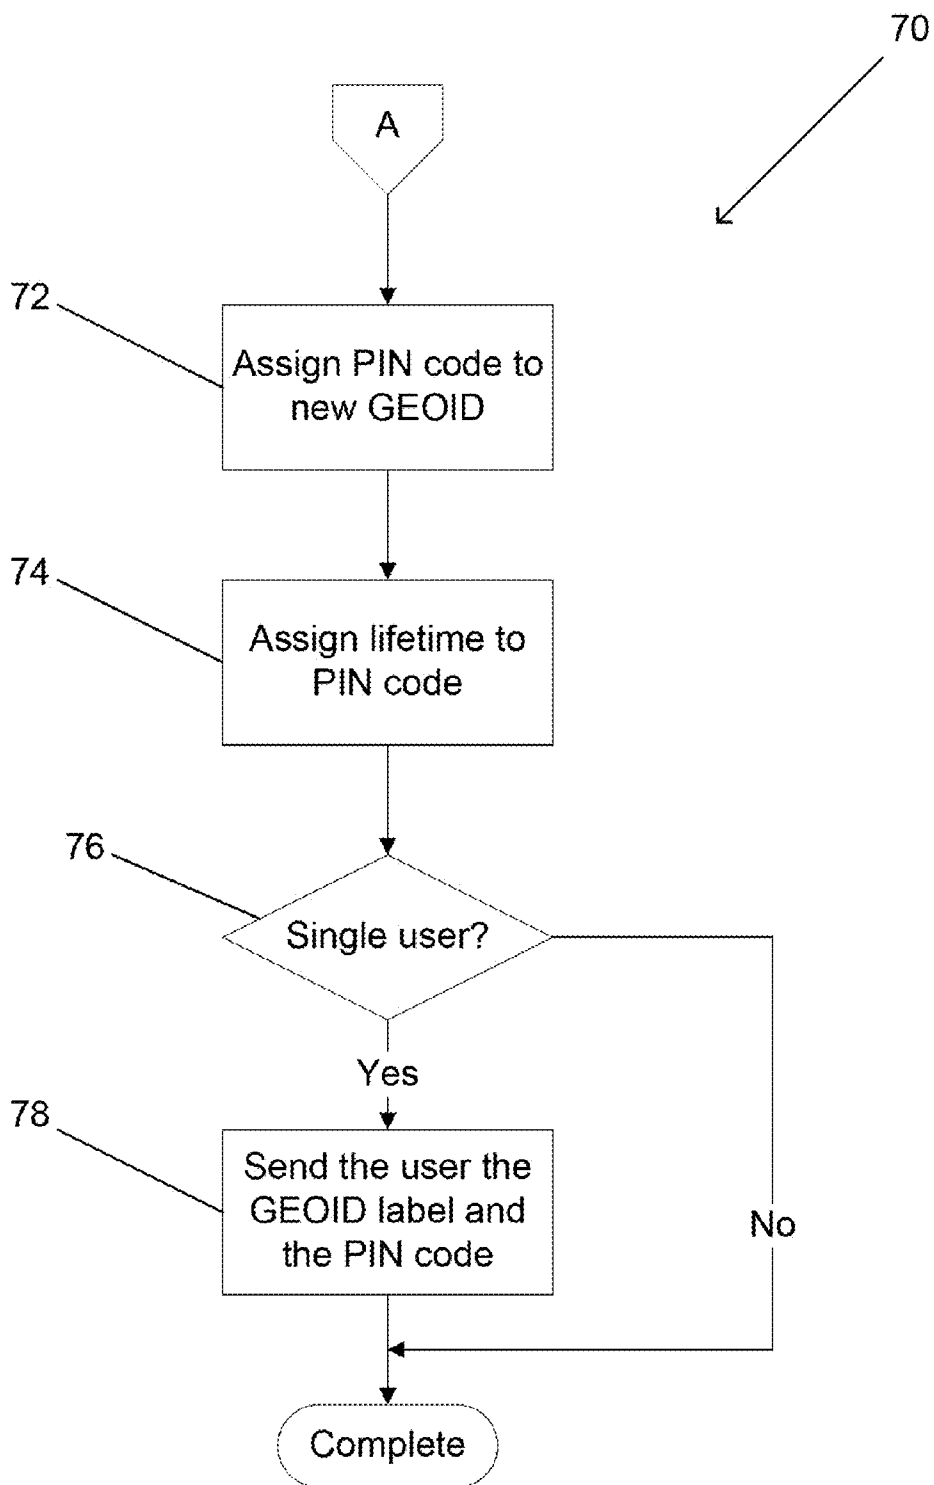 70
A
72
Assign PIN code to
new GEOID
74
Assign lifetime to
PIN code
76
Single user?
Yes
78
Send the user the
GEOID label and
the PIN code
No
Complete